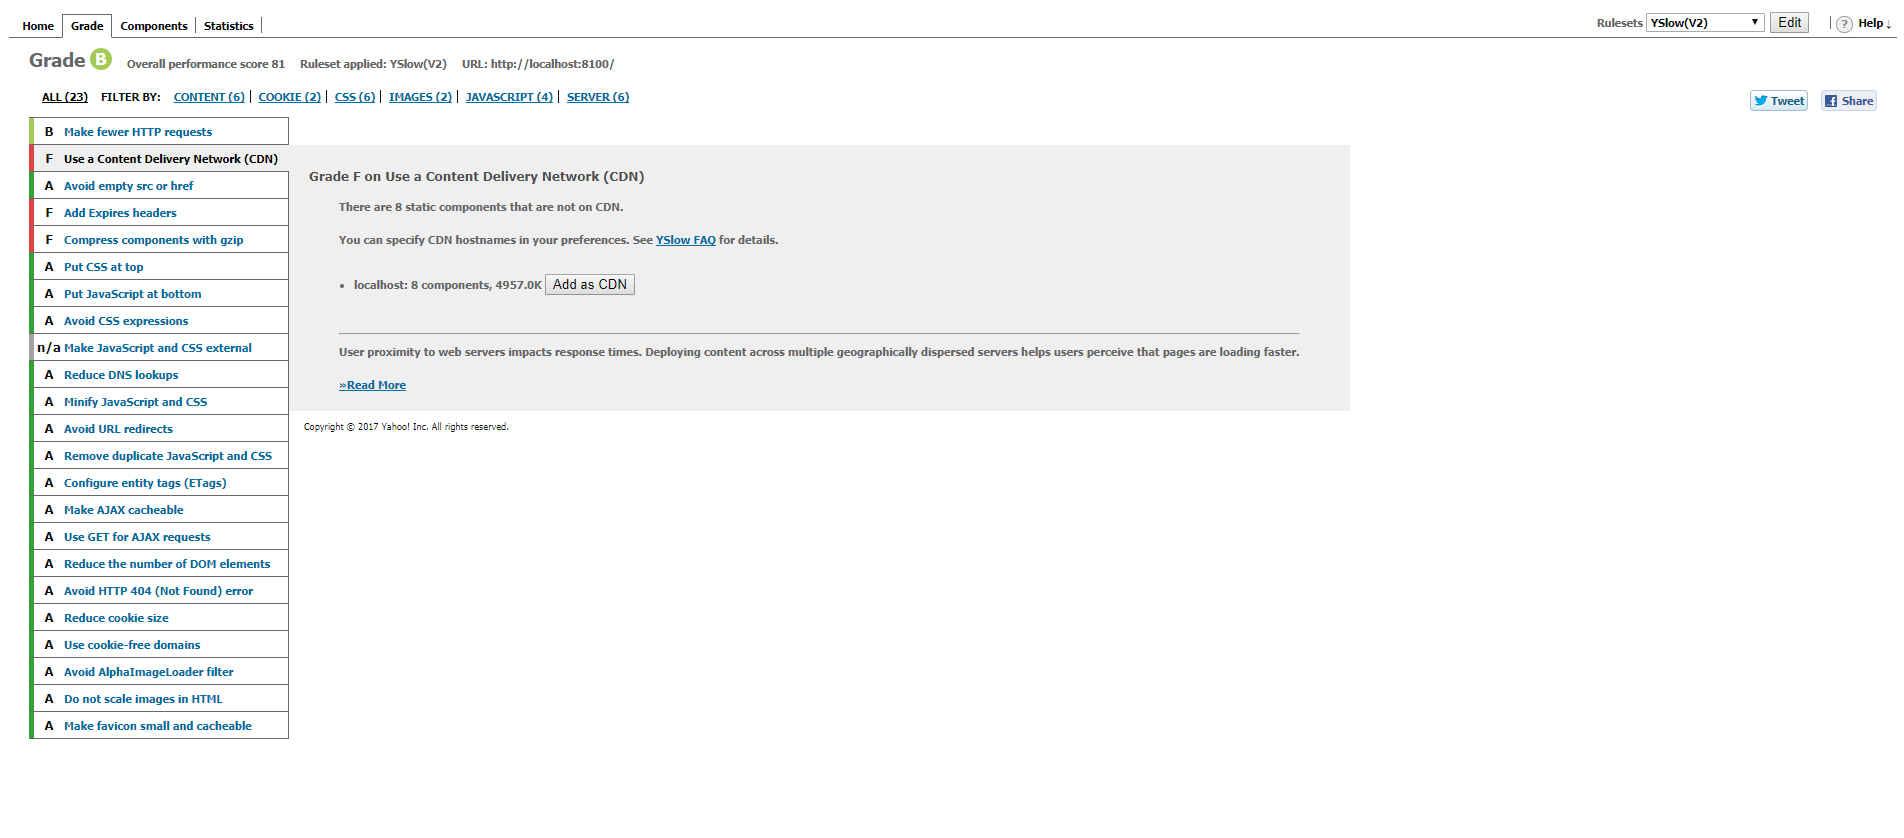 Home Grade Components Statistics Rulesets YSlow(V2) Edit ? Help ↓
Grade B Overall performance score 81 Ruleset applied: YSlow(V2) URL: http://localhost:8100/
ALL (23) FILTER BY: CONTENT (6) | COOKIE (2) | CSS (6) | IMAGES (2) | JAVASCRIPT (4) | SERVER (6)
Tweet Share
B Make fewer HTTP requests
F Use a Content Delivery Network (CDN)
A Avoid empty src or href
F Add Expires headers
F Compress components with gzip
A Put CSS at top
A Put JavaScript at bottom
A Avoid CSS expressions
n/a Make JavaScript and CSS external
A Reduce DNS lookups
A Minify JavaScript and CSS
A Avoid URL redirects
A Remove duplicate JavaScript and CSS
A Configure entity tags (ETags)
A Make AJAX cacheable
A Use GET for AJAX requests
A Reduce the number of DOM elements
A Avoid HTTP 404 (Not Found) error
A Reduce cookie size
A Use cookie-free domains
A Avoid AlphaImageLoader filter
A Do not scale images in HTML
A Make favicon small and cacheable
Grade F on Use a Content Delivery Network (CDN)
There are 8 static components that are not on CDN.
You can specify CDN hostnames in your preferences. See YSlow FAQ for details.
• localhost: 8 components, 4957.0K Add as CDN
User proximity to web servers impacts response times. Deploying content across multiple geographically dispersed servers helps users perceive that pages are loading faster.
»Read More
Copyright © 2017 Yahoo! Inc. All rights reserved.